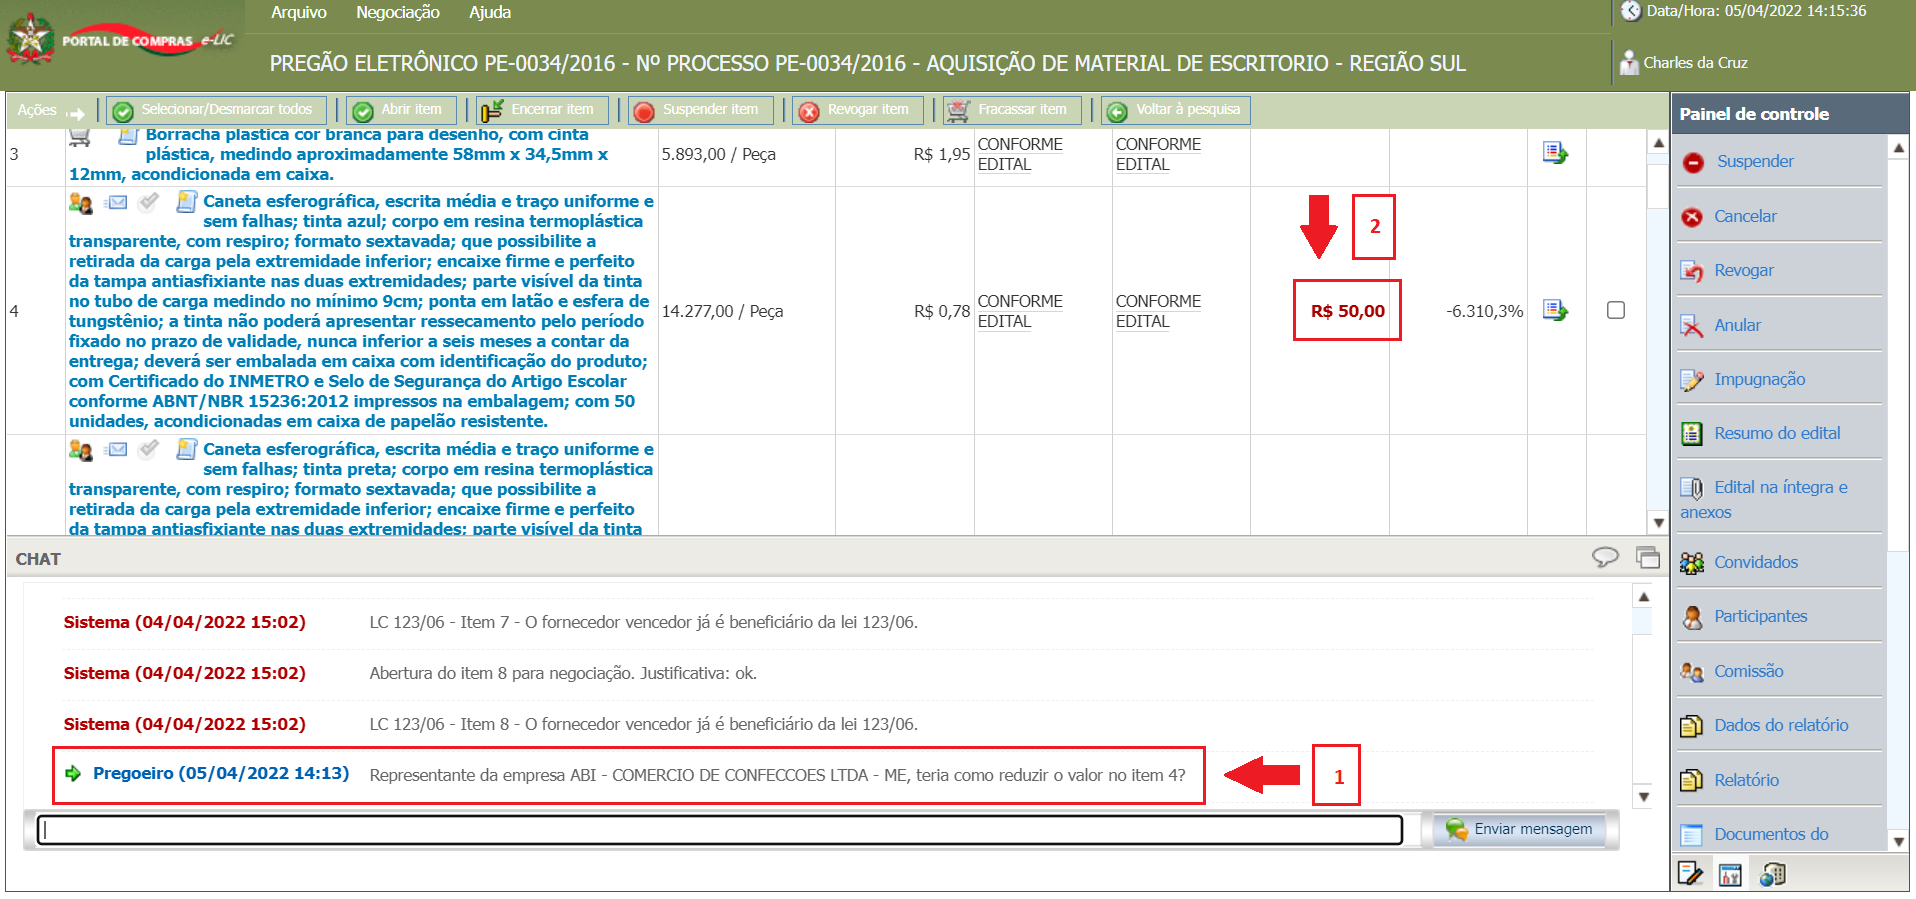 Arquivo Negociação Ajuda
Data/Hora: 05/04/2022 14:15:36
PORTAL DE COMPRAS e-LIC
PREGÃO ELETRÔNICO PE-0034/2016 - Nº PROCESSO PE-0034/2016 - AQUISIÇÃO DE MATERIAL DE ESCRITORIO - REGIÃO SUL
Charles da Cruz
Ações Selecionar/Desmarcar todos Abrir item Encerrar item Suspender item Revogar item Fracassar item Voltar à pesquisa
3
Borracha plastica cor branca para desenho, com cinta
plástica, medindo aproximadamente 58mm x 34,5mm x
12mm, acondicionada em caixa.
5.893,00 / Peça
R$ 1,95
CONFORME
EDITAL
CONFORME
EDITAL
4
Caneta esferográfica, escrita média e traço uniforme e
sem falhas; tinta azul; corpo em resina termoplástica
transparente, com respiro; formato sextavada; que possibilite a
retirada da carga pela extremidade inferior; encaixe firme e perfeito
da tampa antiasfixiante nas duas extremidades; parte visível da tinta
no tubo de carga medindo no mínimo 9cm; ponta em latão e esfera de
tungstênio; a tinta não poderá apresentar ressecamento pelo período
fixado no prazo de validade, nunca inferior a seis meses a contar da
entrega; deverá ser embalada em caixa com identificação do produto;
com Certificado do INMETRO e Selo de Segurança do Artigo Escolar
conforme ABNT/NBR 15236:2012 impressos na embalagem; com 50
unidades, acondicionadas em caixa de papelão resistente.
14.277,00 / Peça
R$ 0,78
CONFORME
EDITAL
CONFORME
EDITAL
2
R$ 50,00
-6.310,3%
Caneta esferográfica, escrita média e traço uniforme e
sem falhas; tinta preta; corpo em resina termoplástica
transparente, com respiro; formato sextavada; que possibilite a
retirada da carga pela extremidade inferior; encaixe firme e perfeito
da tampa antiasfixiante nas duas extremidades; parte visível da tinta
CHAT
Sistema (04/04/2022 15:02) LC 123/06 - Item 7 - O fornecedor vencedor já é beneficiário da lei 123/06.
Sistema (04/04/2022 15:02) Abertura do item 8 para negociação. Justificativa: ok.
Sistema (04/04/2022 15:02) LC 123/06 - Item 8 - O fornecedor vencedor já é beneficiário da lei 123/06.
Pregoeiro (05/04/2022 14:13) Representante da empresa ABI - COMERCIO DE CONFECCOES LTDA - ME, teria como reduzir o valor no item 4?
1
Enviar mensagem
Painel de controle
Suspender
Cancelar
Revogar
Anular
Impugnação
Resumo do edital
Edital na íntegra e
anexos
Convidados
Participantes
Comissão
Dados do relatório
Relatório
Documentos do